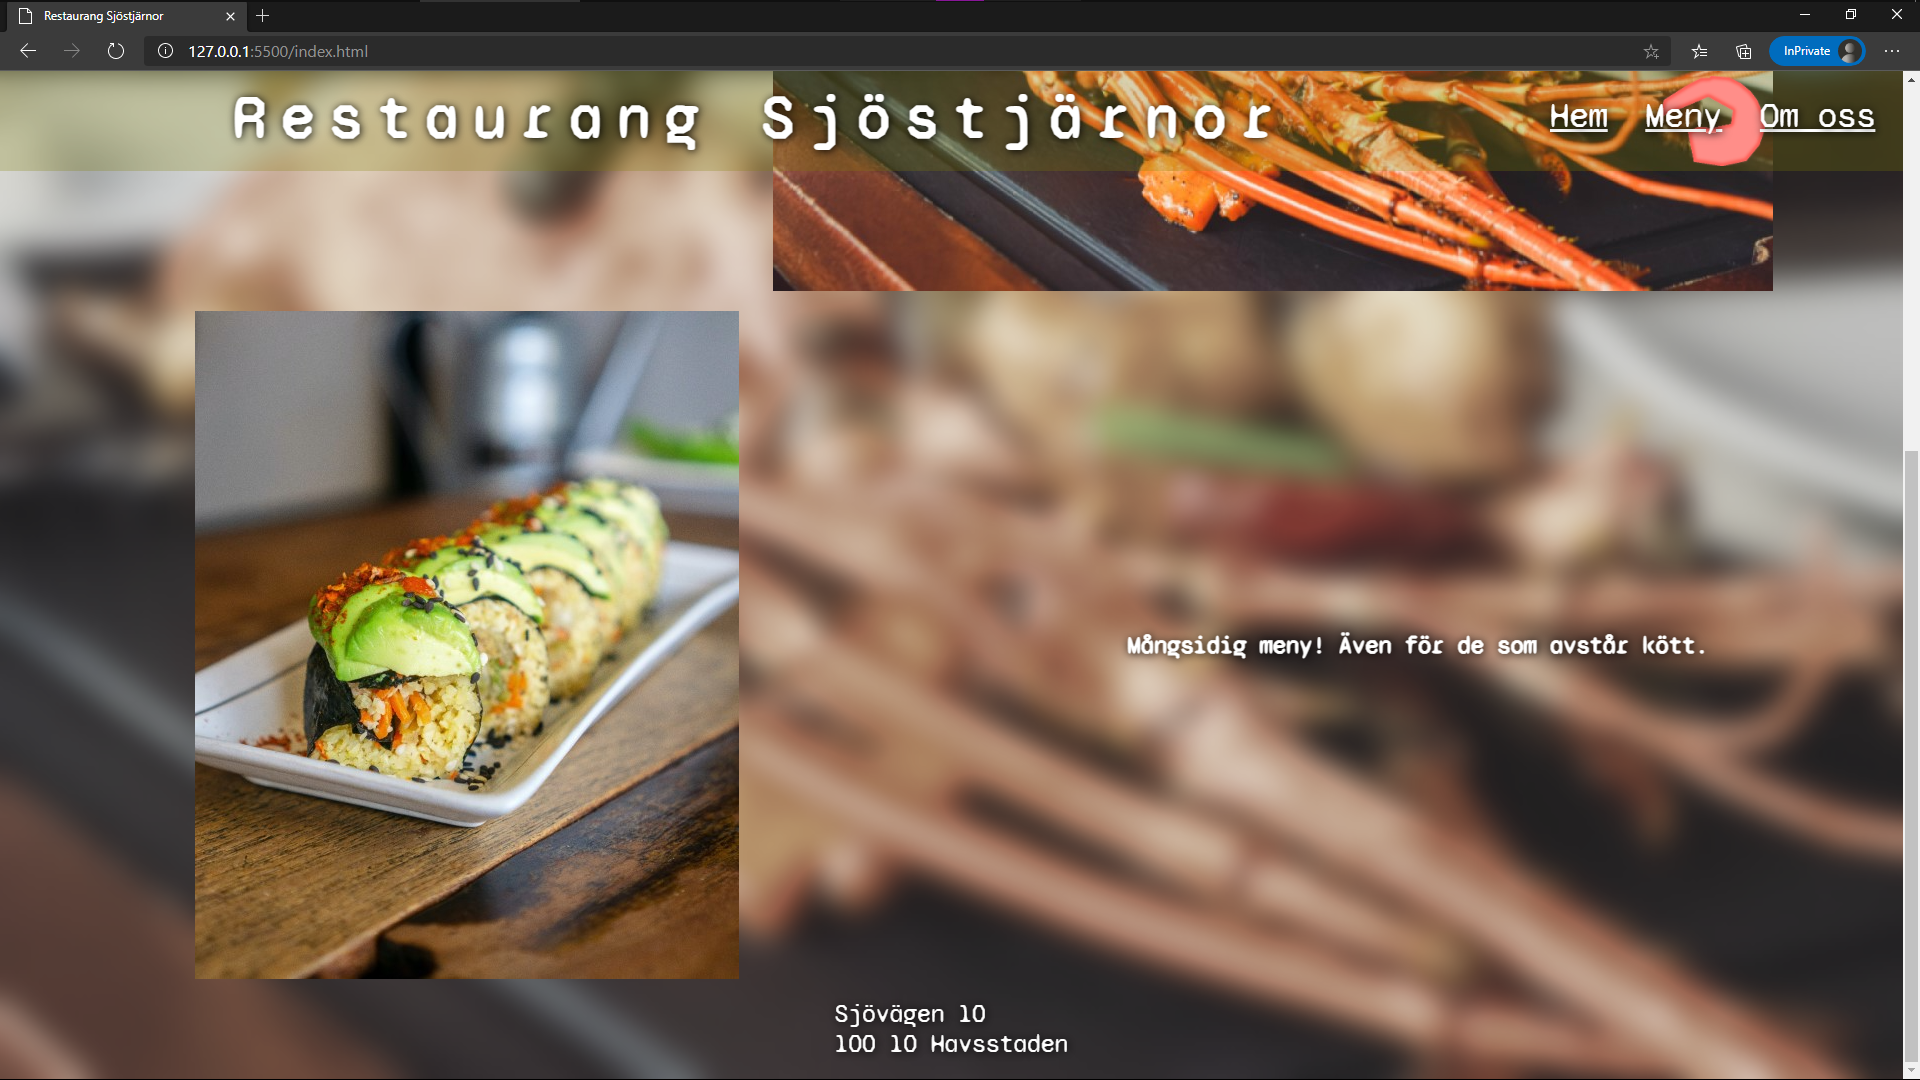 Restaurang Sjöstjärnor
127.0.0.1:5500/index.html
InPrivate
Restaurang Sjöstjärnor
Hem Meny Om oss
Mångsidig meny! Även för de som avstår kött.
Sjövägen 10
100 10 Havsstaden